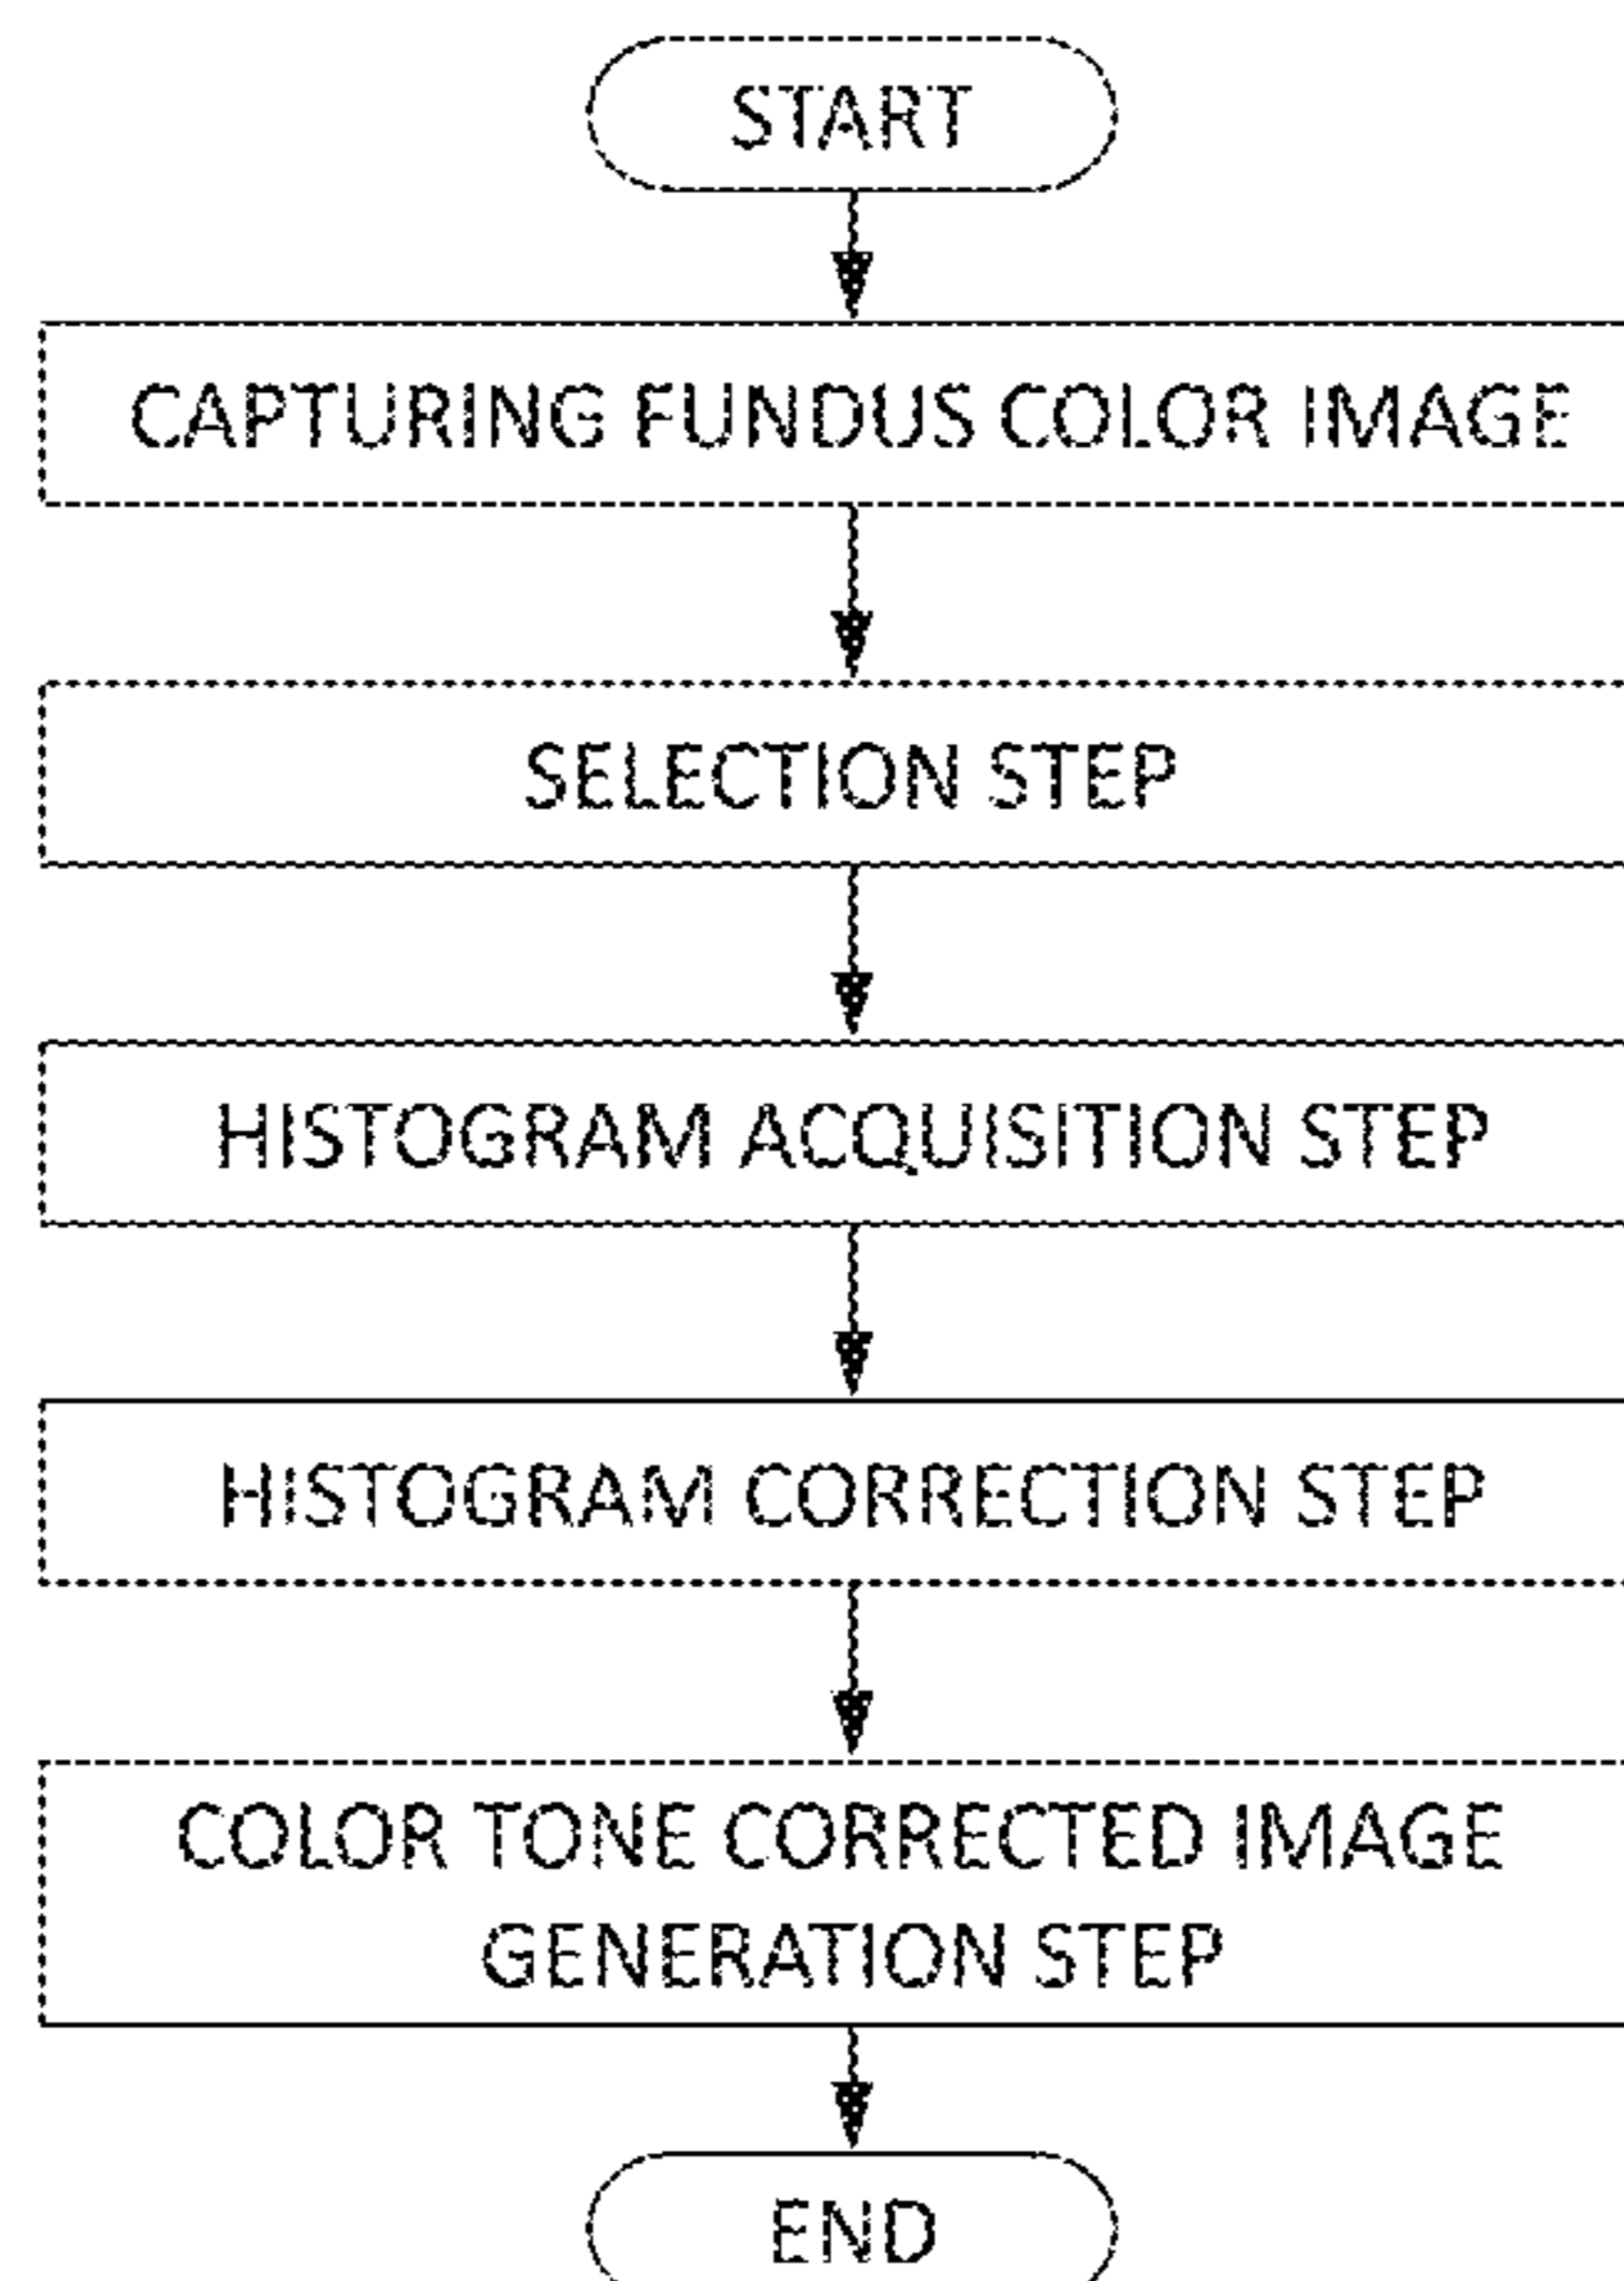 START
CAPTURING FUNDUS COLOR IMAGE
SELECTION STEP
HISTOGRAM ACQUISITION STEP
HISTOGRAM CORRECTION STEP
COLOR TONE CORRECTED IMAGE
GENERATION STEP
END